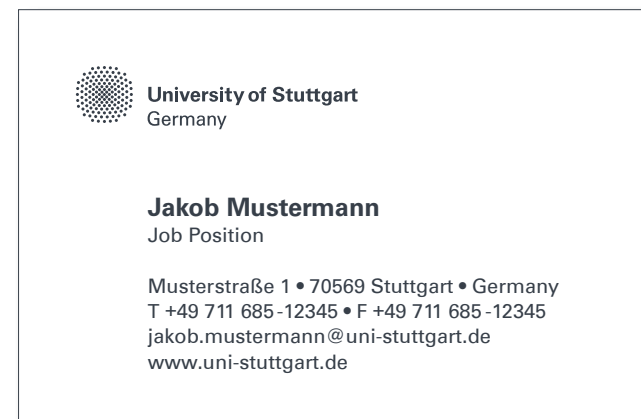 University of Stuttgart
Germany
Jakob Mustermann
Job Position
Musterstraße 1 • 70569 Stuttgart • Germany
T +49 711 685-12345 • F +49 711 685-12345
jakob.mustermann@uni-stuttgart.de
www.uni-stuttgart.de